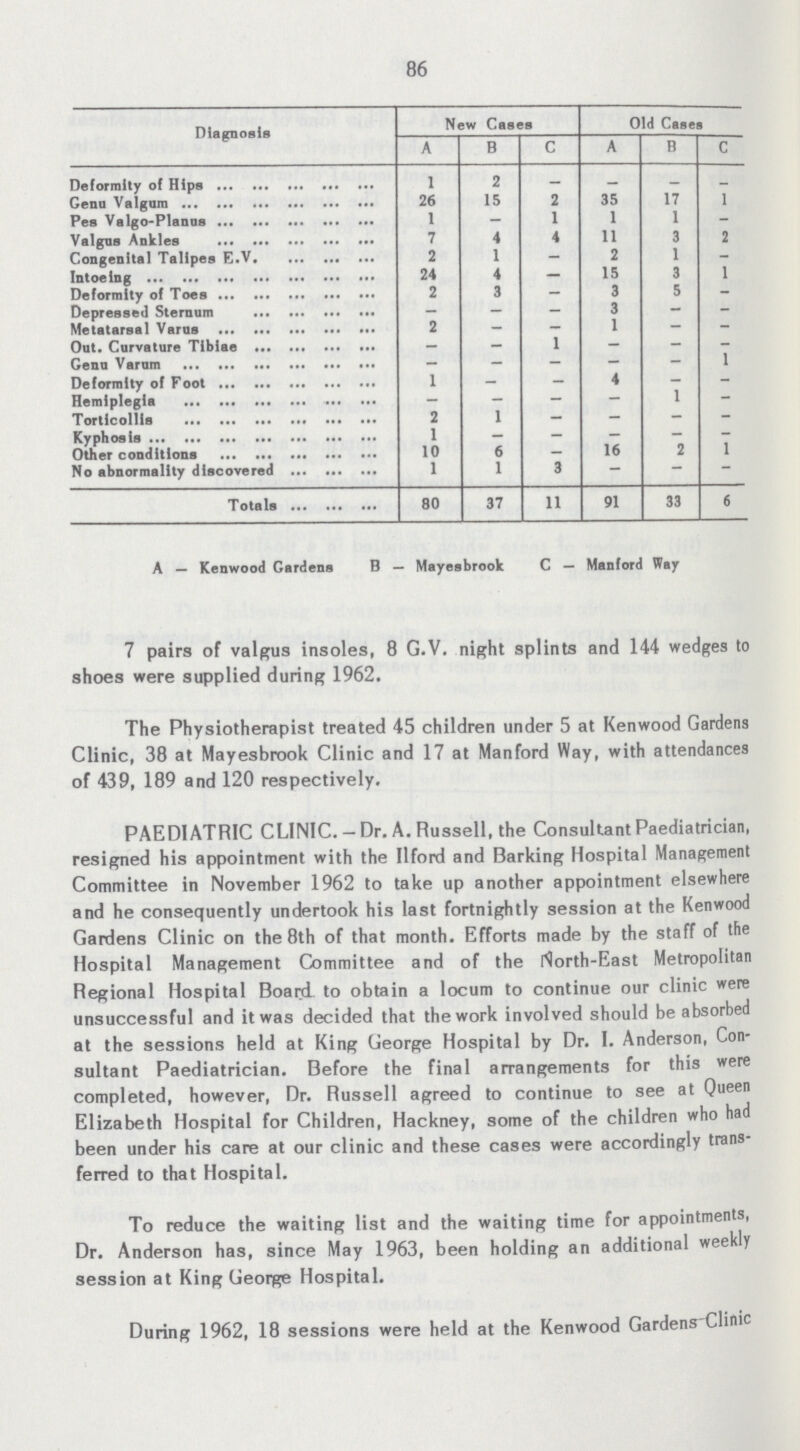 86
Diagnosis New Cases Old Cases
A B C A B C
Deformity of Hips ... ... ... ... ... 1 2 — — — —
Genu Valgum ... ... ... ... ... ... 26 15 2 35 17 1
Pes Valgo-Planus ... ... ... ... ... 1 — 1 1 1 —
Valgus Ankles ... ... ... ... ... 7 4 4 11 3 2
Congenital Talipes E.V. ... ... ... 2 1 — 2 1 —
Intoeing ... ... ... ... ... ... ... 24 4 — 15 3 1
Deformity of Toes ... ... ... ... ... 2 3 — 3 5 —
Depressed Sternum ... ... ... ... — — — 3 — —
Metatarsal Varus ... ... ... ... ... 2 — — 1 — —
Out. Curvature Tibiae ... ... ... ... — — 1 — — —
Genu Varum ... ... ... ... ... ... — — — — — 1
Deformity of Foot ... ... ... ... ... 1 — — 4 — —
Hemiplegia ... ... ... ... ... ... — — — — 1 —
Torticollis ... ... ... ... ... ... 2 1 — — — —
Kyphosis ... ... ... ... ... ... ... 1 — — — — —
Other conditions ... ... ... ... ... 10 6 — 16 2 1
No abnormality discovered ... ... ... 1 1 3 — — —
Totals ... ... ... 80 37 11 91 33 6
A — Kenwood Gardens B — Mayesbrook C — Manford Way
7 pairs of valgus insoles, 8 G.V. night splints and 144 wedges to
shoes were supplied during 1962.
The Physiotherapist treated 45 children under 5 at Kenwood Gardens
Clinic, 38 at Mayesbrook Clinic and 17 at Manford Way, with attendances
of 439, 189 and 120 respectively.
PAEDIATRIC CLINIC. — Dr. A. Russell, the Consultant Paediatrician,
resigned his appointment with the Ilford and Barking Hospital Management
Committee in November 1962 to take up another appointment elsewhere
and he consequently undertook his last fortnightly session at the Kenwood
Gardens Clinic on the 8th of that month. Efforts made by the staff of the
Hospital Management Committee and of the North-East Metropolitan
Regional Hospital Board to obtain a locum to continue our clinic were
unsuccessful and it was decided that the work involved should be absorbed
at the sessions held at King George Hospital by Dr. I. Anderson, Con-
sultant Paediatrician. Before the final arrangements for this were
completed, however, Dr. Russell agreed to continue to see at Queen
Elizabeth Hospital for Children, Hackney, some of the children who had
been under his care at our clinic and these cases were accordingly trans-
ferred to that Hospital.
To reduce the waiting list and the waiting time for appointments,
Dr. Anderson has, since May 1963, been holding an additional weekly
session at King George Hospital.
During 1962, 18 sessions were held at the Kenwood Gardens Clinic